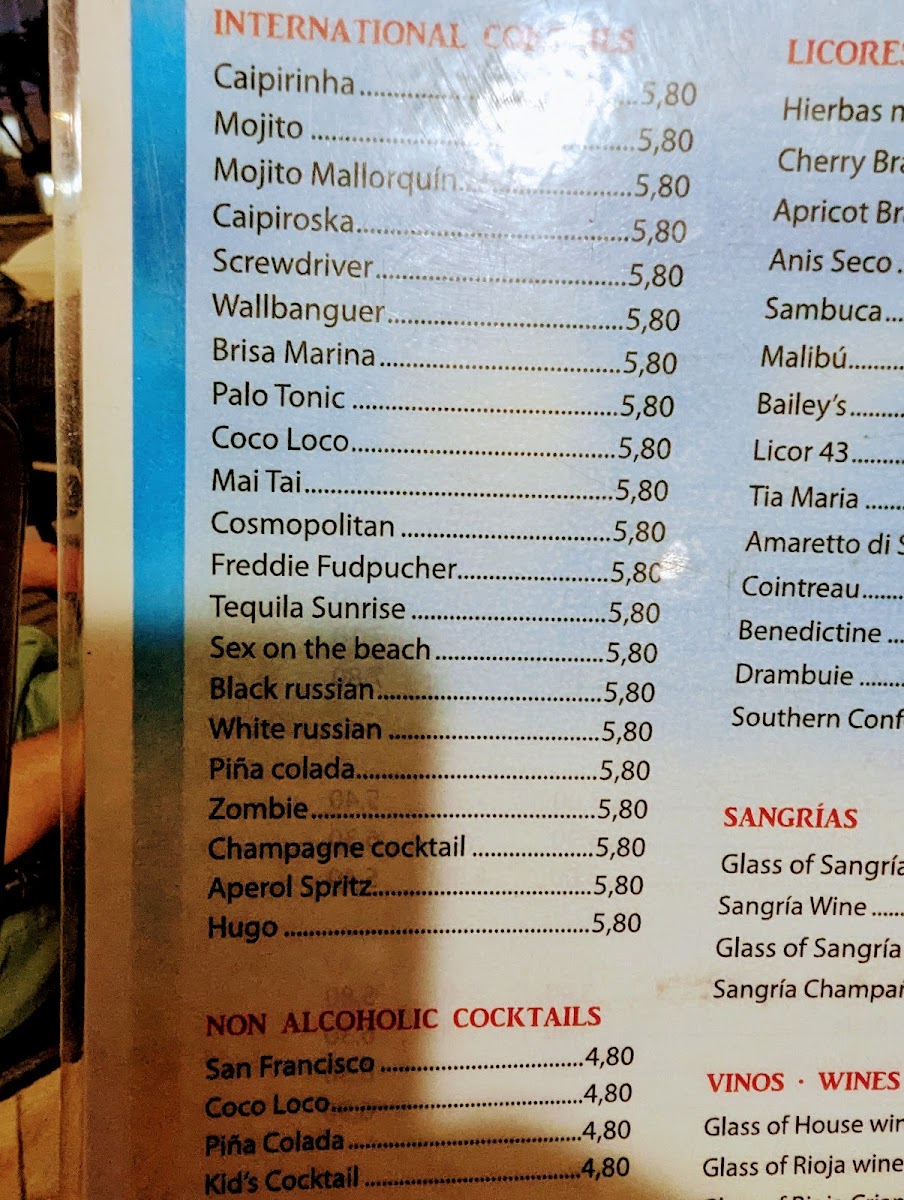 INTERNATIONAL COCKTAILS
Caipirinha..........5,80
Mojito..........5,80
Mojito Mallorquín..........5,80
Caipiroska..........5,80
Screwdriver..........5,80
Wallbanguer..........5,80
Brisa Marina..........5,80
Palo Tonic..........5,80
Coco Loco..........5,80
Mai Tai..........5,80
Cosmopolitan..........5,80
Freddie Fudpucher..........5,80
Tequila Sunrise..........5,80
Sex on the beach..........5,80
Black russian..........5,80
White russian..........5,80
Piña colada..........5,80
Zombie..........5,80
Champagne cocktail..........5,80
Aperol Spritz..........5,80
Hugo..........5,80
NON ALCOHOLIC COCKTAILS
San Francisco..........4,80
Coco Loco..........4,80
Piña Colada..........4,80
Kid's Cocktail..........4,80
LICORES
Hierbas
Cherry
Apricot
Anis Seco
Sambuca
Malibú
Bailey's
Licor 43
Tia Maria
Amaretto di
Cointreau
Benedictine
Drambuie
Southern
SANGRÍAS
Glass of Sangría
Sangría Wine
Glass of Sangría
Sangría
VINOS · WINES
Glass of House
Glass of Rioja wine